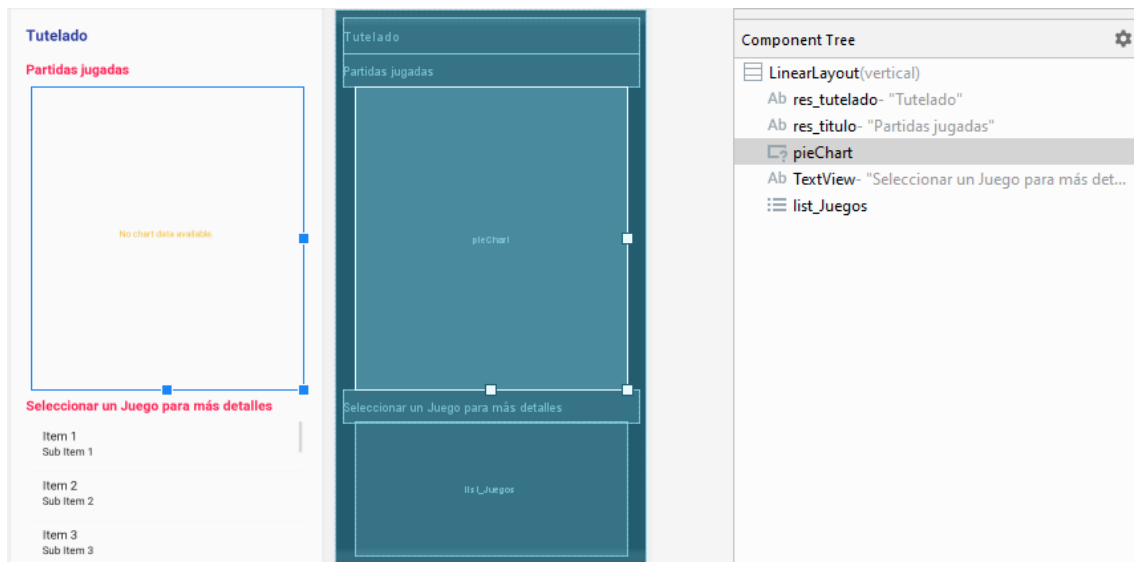 Tutelado
Partidas jugadas
No chart data available.
Seleccionar un Juego para más detalles
Item 1
Sub Item 1
Item 2
Sub Item 2
Item 3
Sub Item 3
Tutelado
Partidas jugadas
pieChart
Seleccionar un Juego para más detalles
list_Juegos
Component Tree
LinearLayout(vertical)
Ab res_tutelado- "Tutelado"
Ab res_titulo- "Partidas jugadas"
pieChart
Ab TextView- "Seleccionar un Juego para más det...
list_Juegos